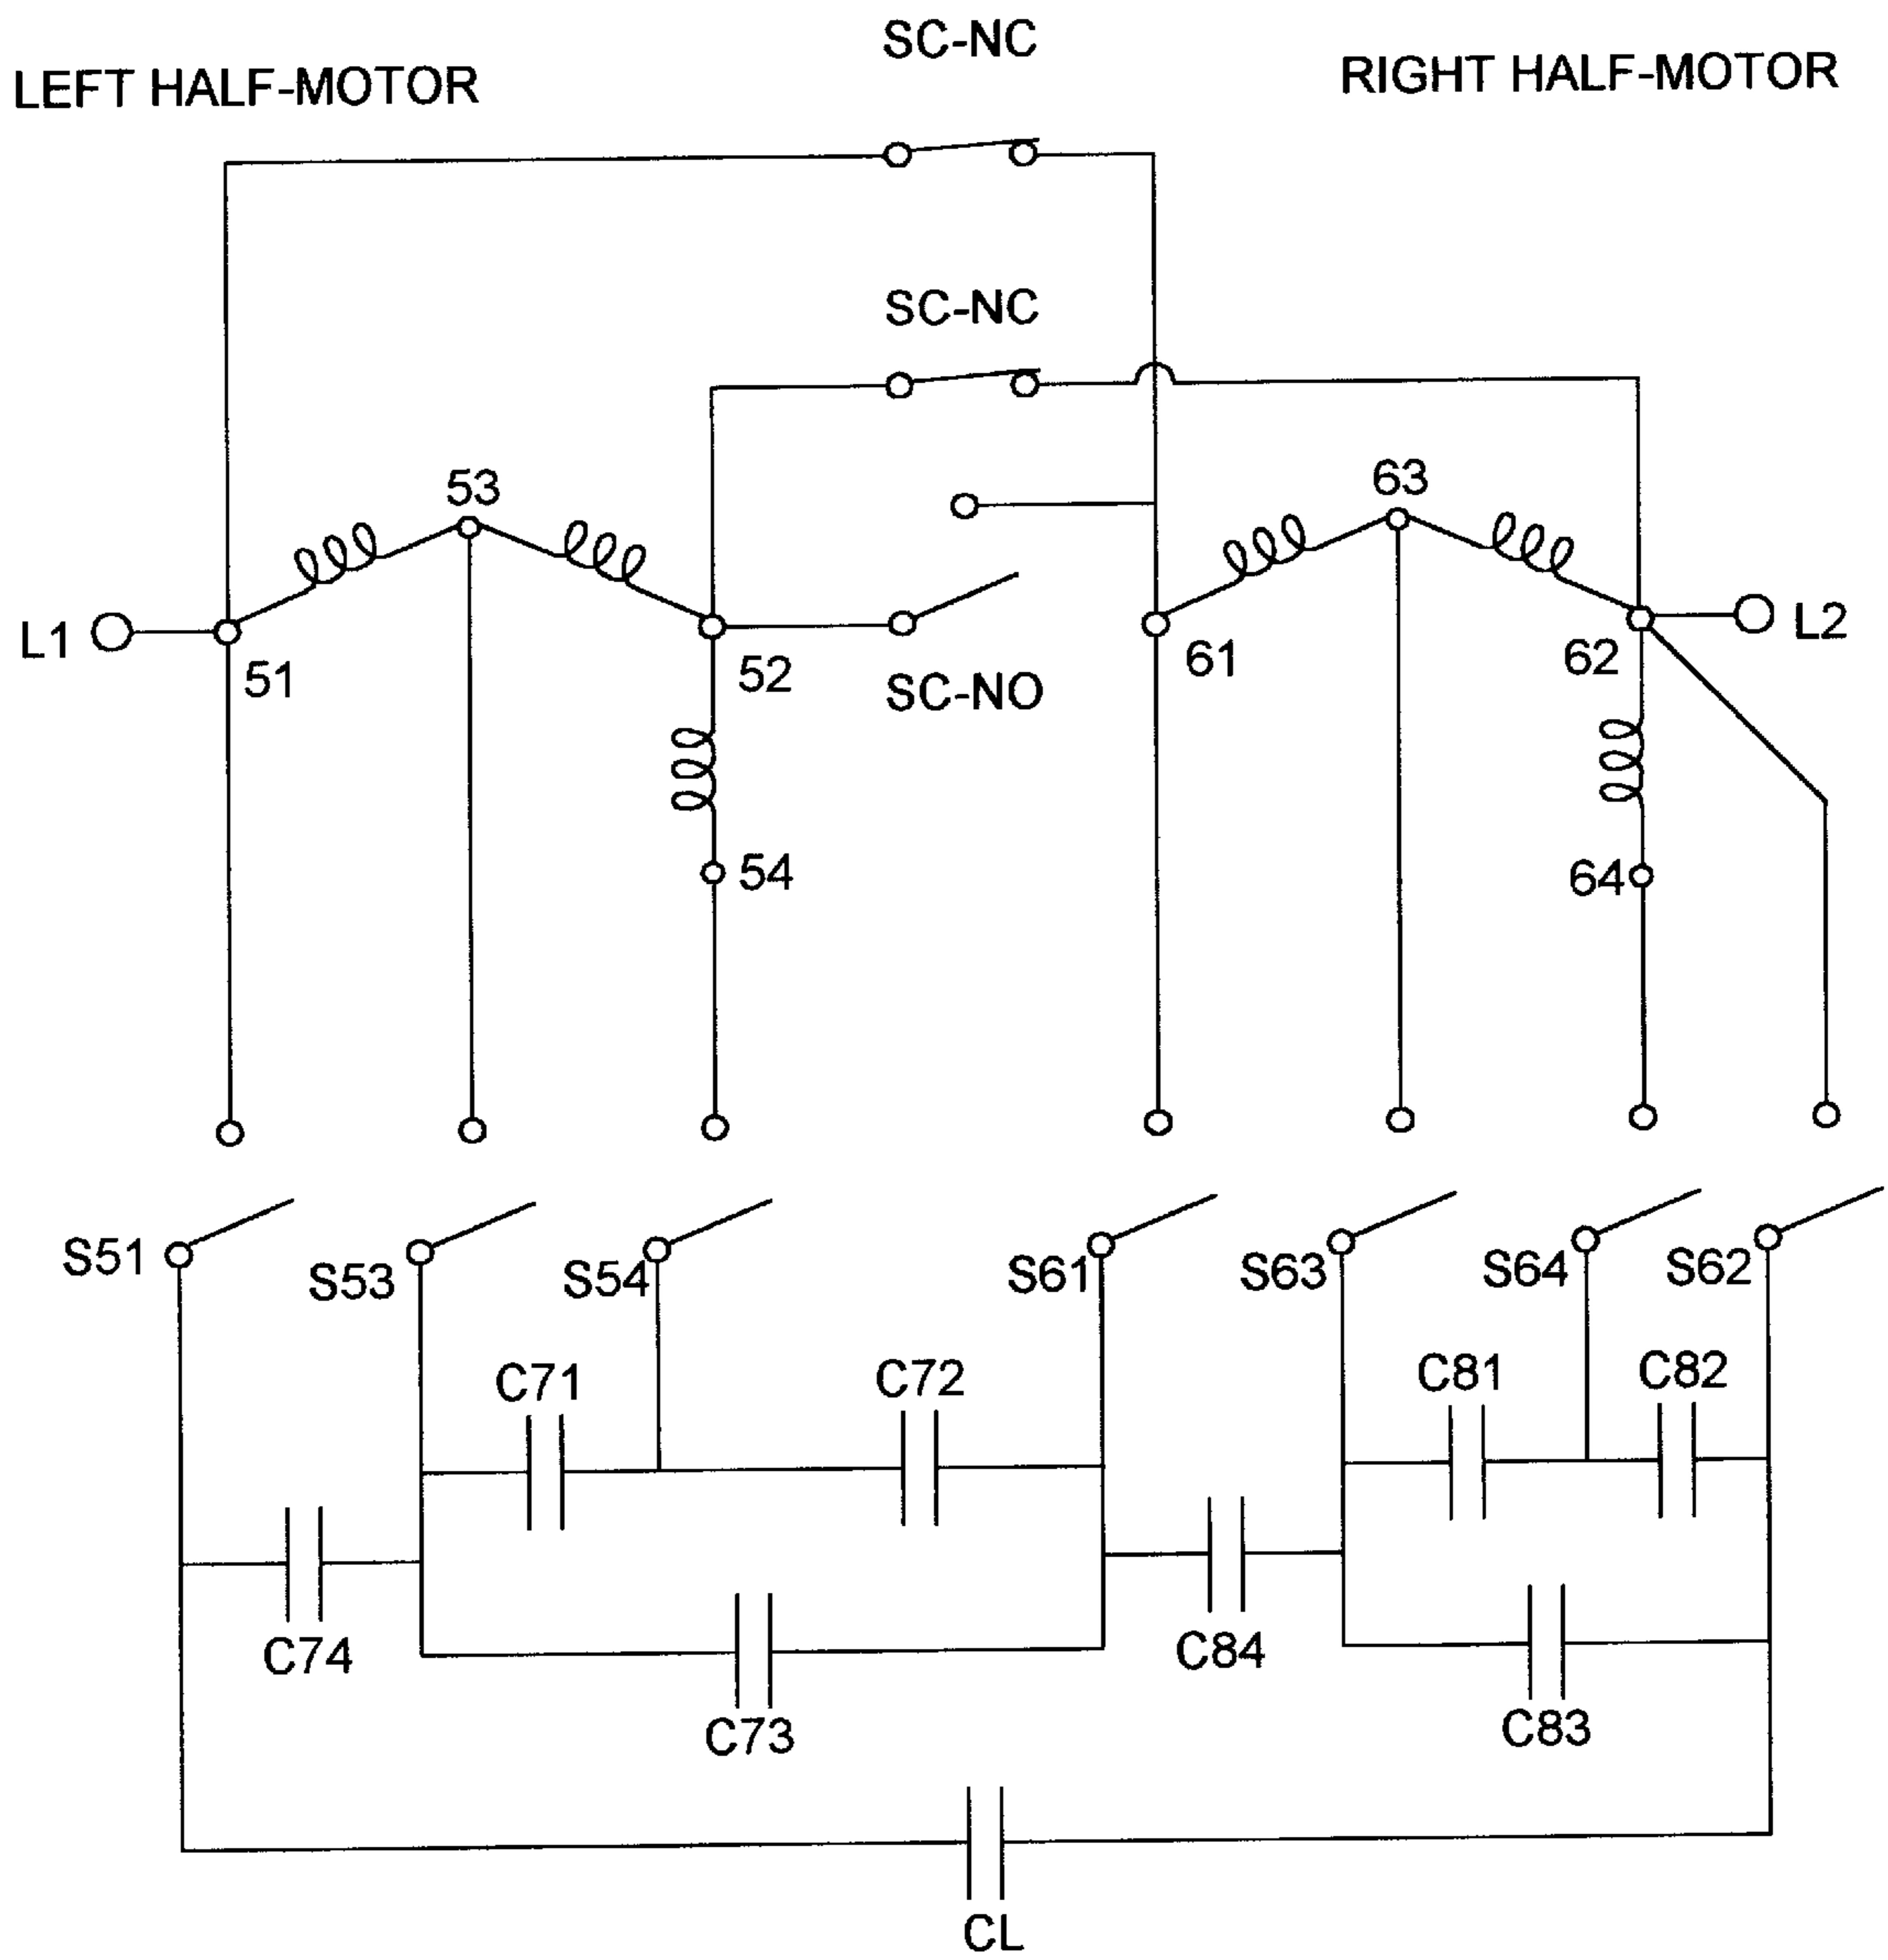 SC-NC
LEFT HALF-MOTOR
RIGHT HALF-MOTOR
SC-NC
53
63
L1
51
52
SC-NO
61
62
L2
54
64
S51
S53
S54
S61
S63
S64
S62
C71
C72
C81
C82
C74
C73
C84
C83
CL